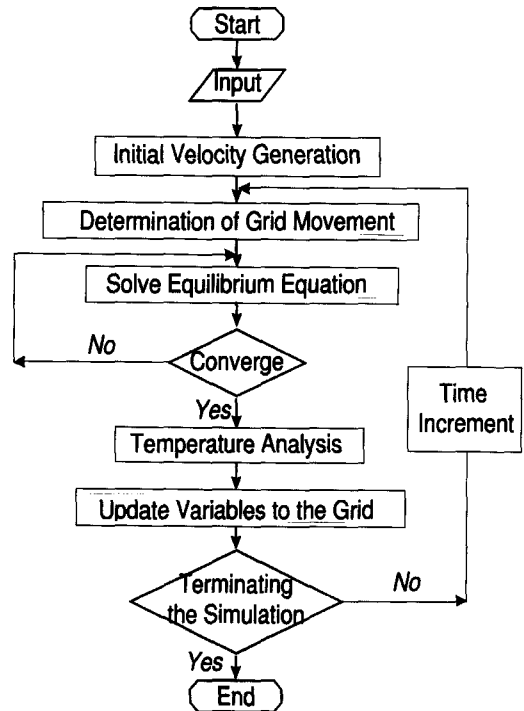 Start
Input
Initial Velocity Generation
Determination of Grid Movement
Solve Equilibrium Equation
No
Converge
Time
Increment
Yes
Temperature Analysis
Update Variables to the Grid
Terminating
the Simulation
No
Yes
End